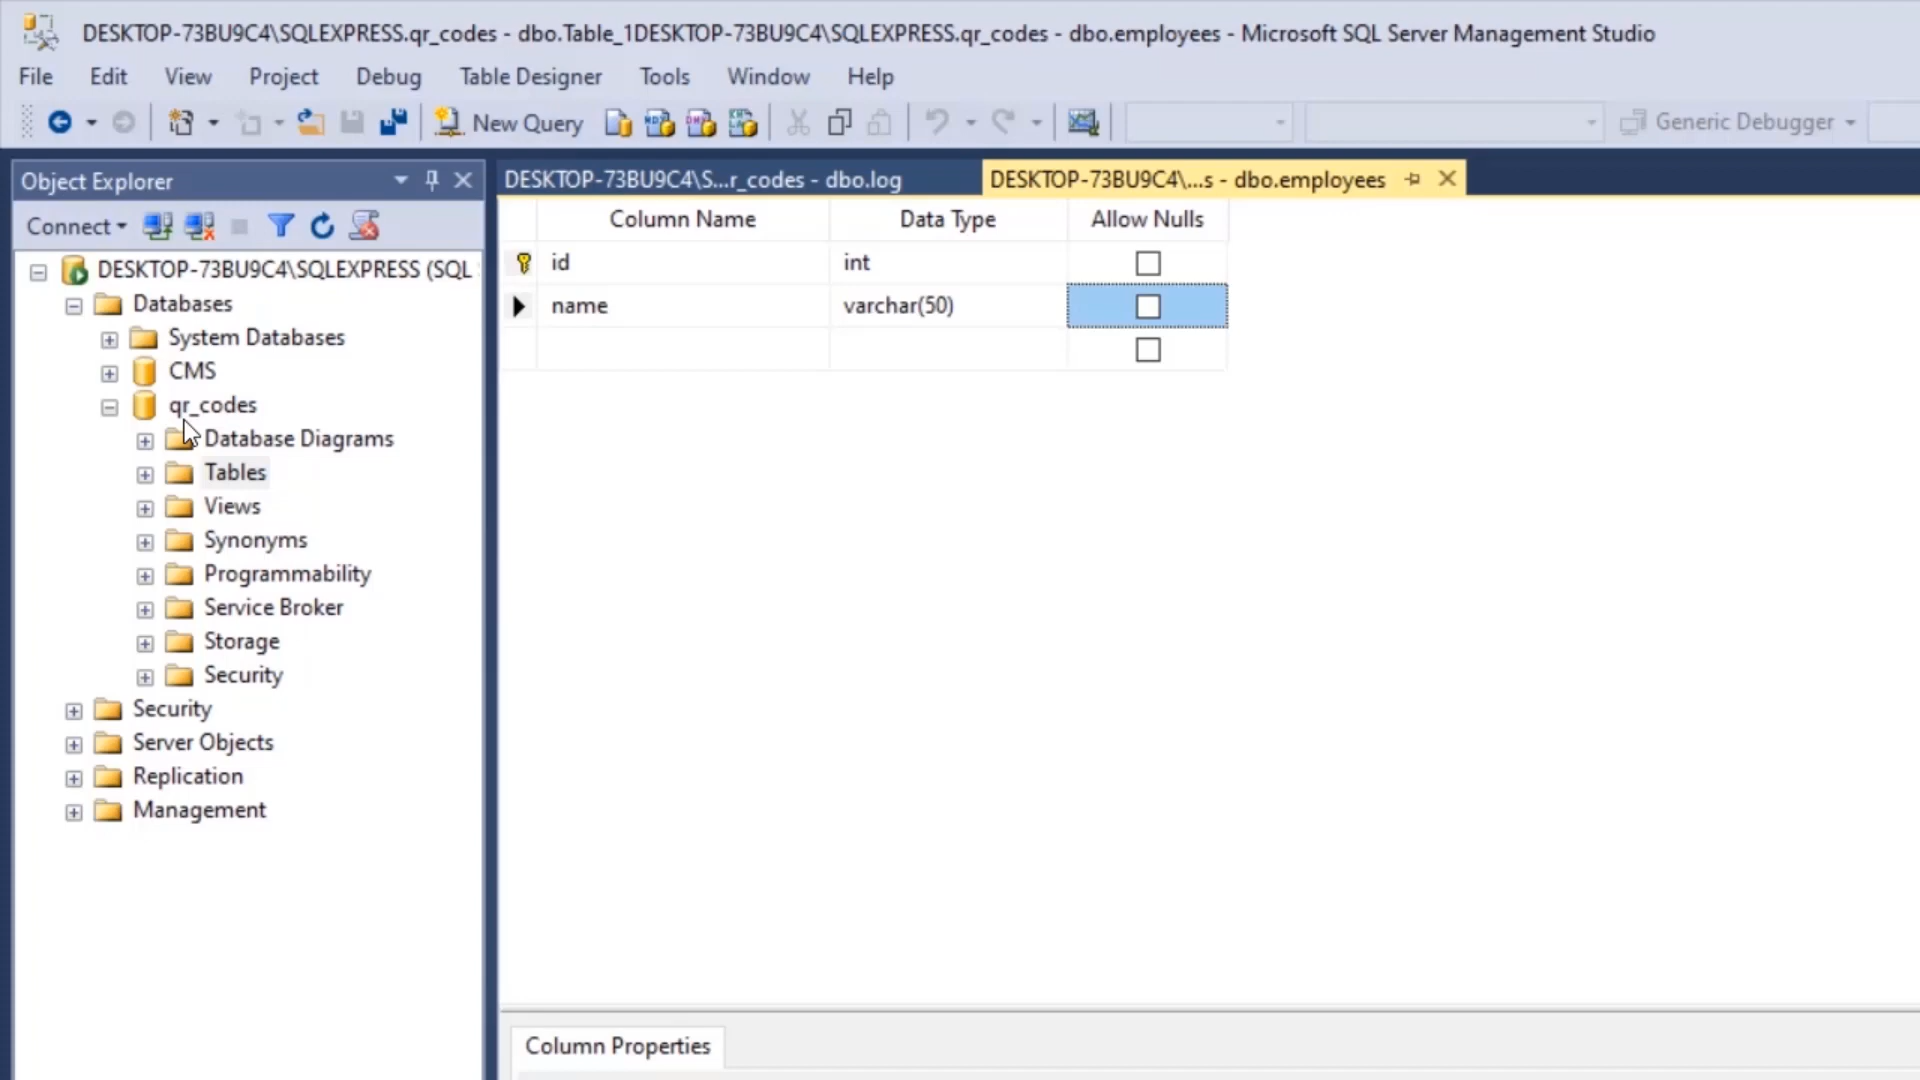 DESKTOP-73BU9C4\SQLEXPRESS.qr_codes - dbo.Table_1DESKTOP-73BU9C4\SQLEXPRESS.qr_codes - dbo.employees - Microsoft SQL Server Management Studio
File Edit View Project Debug Table Designer Tools Window Help
New Query Generic Debugger
Object Explorer
Connect
DESKTOP-73BU9C4\SQLEXPRESS (SQL
Databases
System Databases
CMS
qr_codes
Database Diagrams
Tables
Views
Synonyms
Programmability
Service Broker
Storage
Security
Security
Server Objects
Replication
Management
DESKTOP-73BU9C4\S...r_codes - dbo.log
DESKTOP-73BU9C4\...s - dbo.employees
Column Name Data Type Allow Nulls
id int
name varchar(50)
Column Properties